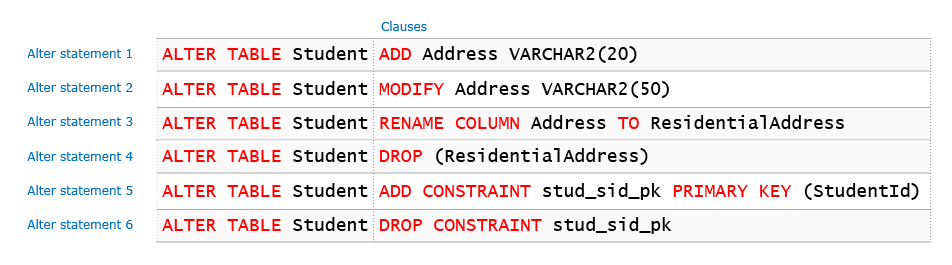 Clauses
Alter statement 1 ALTER TABLE Student ADD Address VARCHAR2(20)
Alter statement 2 ALTER TABLE Student MODIFY Address VARCHAR2(50)
Alter statement 3 ALTER TABLE Student RENAME COLUMN Address TO ResidentialAddress
Alter statement 4 ALTER TABLE Student DROP (ResidentialAddress)
Alter statement 5 ALTER TABLE Student ADD CONSTRAINT stud_sid_pk PRIMARY KEY (StudentId)
Alter statement 6 ALTER TABLE Student DROP CONSTRAINT stud_sid_pk